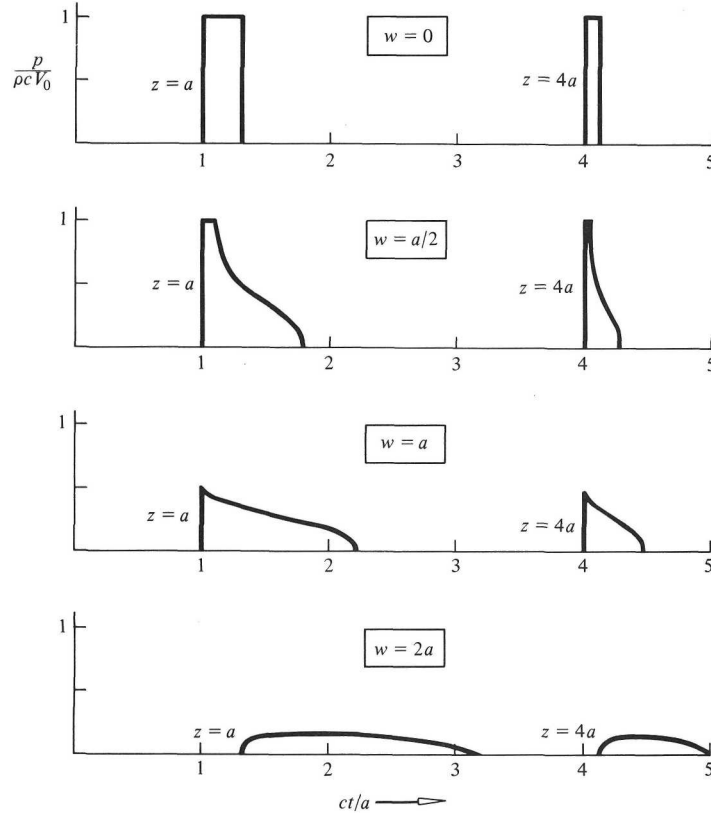 1
p
ρcV₀
w = 0
z = a
z = 4a
1 2 3 4 5
1
w = a/2
z = a
z = 4a
1 2 3 4 5
1
w = a
z = a
z = 4a
1 2 3 4 5
1
w = 2a
z = a
z = 4a
1 2 3 4 5
ct/a